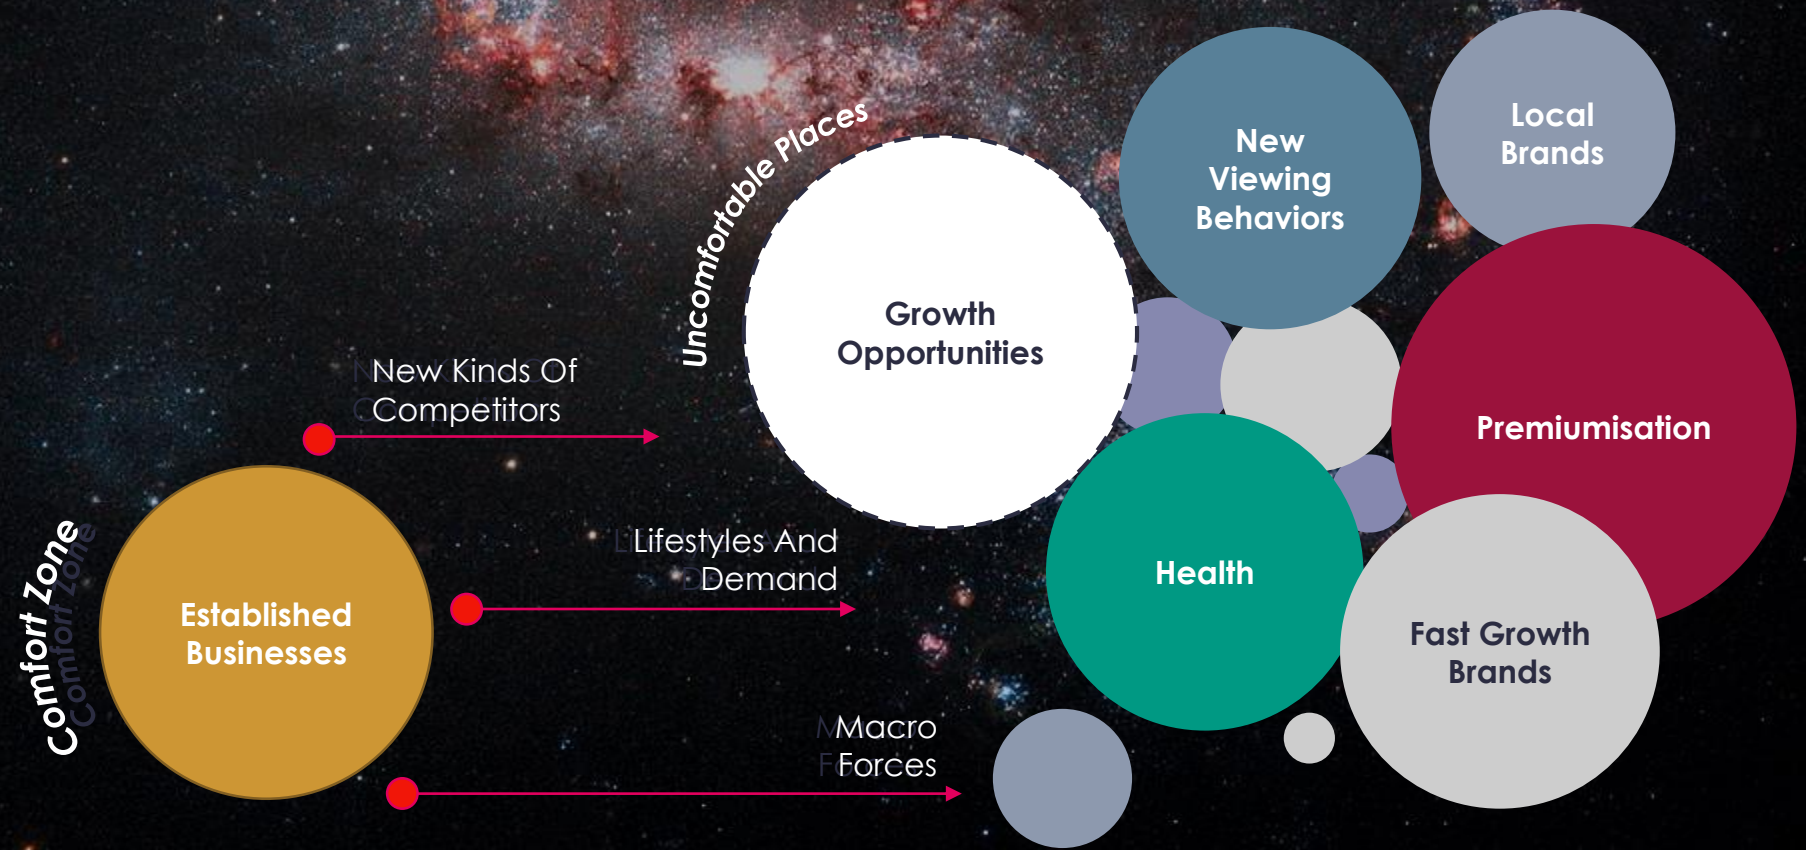 Comfort Zone
Established
Businesses
New Kinds Of
Competitors
Lifestyles And
Demand
Macro
Forces
Uncomfortable Places
Growth
Opportunities
New
Viewing
Behaviors
Local
Brands
Premiumisation
Health
Fast Growth
Brands